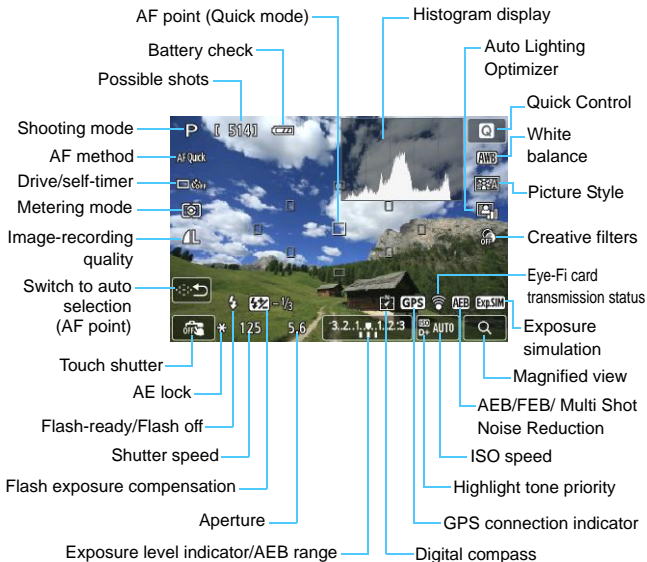 AF point (Quick mode)
Histogram display
Battery check
Auto Lighting
Optimizer
Possible shots
Quick Control
Shooting mode
P [ 514]
Q
AF method
AF Quick
AWB
White
balance
Drive/self-timer
OFF
Picture Style
Metering mode
Image-recording
quality
L
OFF
Creative filters
Switch to auto
selection
(AF point)
Eye-Fi card
transmission status
-1/3
GPS
AEB
Exp.SIM
Exposure
simulation
OFF
* 125 5.6
3..2..1..▼..1..2..3
D+ AUTO
Touch shutter
Magnified view
AE lock
AEB/FEB/ Multi Shot
Noise Reduction
Flash-ready/Flash off
Shutter speed
ISO speed
Flash exposure compensation
Highlight tone priority
Aperture
GPS connection indicator
Exposure level indicator/AEB range
Digital compass